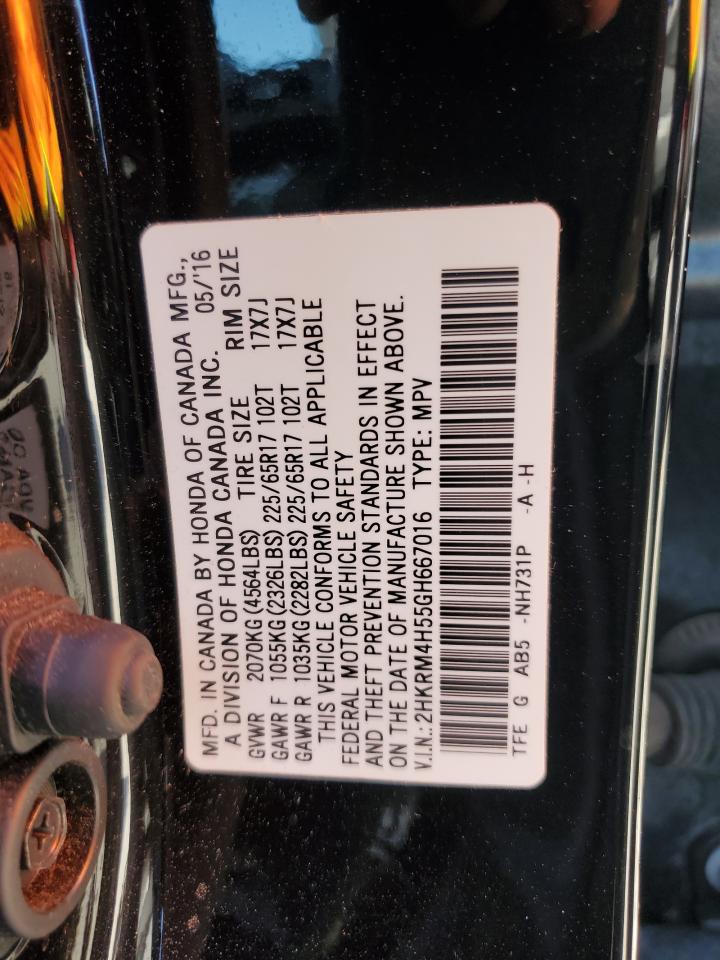 MFD. IN CANADA BY HONDA OF CANADA MFG.,
A DIVISION OF HONDA CANADA INC. 05/'16
GVWR 2070KG(4564LBS) TIRE SIZE RIM SIZE
GAWR F 1055KG(2326LBS) 225/65R17 102T 17X7J
GAWR R 1035KG(2282LBS) 225/65R17 102T 17X7J
THIS VEHICLE CONFORMS TO ALL APPLICABLE
FEDERAL MOTOR VEHICLE SAFETY
AND THEFT PREVENTION STANDARDS IN EFFECT
ON THE DATE OF MANUFACTURE SHOWN ABOVE.
V.I.N.: 2HKRM4H55GH667016 TYPE: MPV
TFE G AB5 -NH731P -A -H